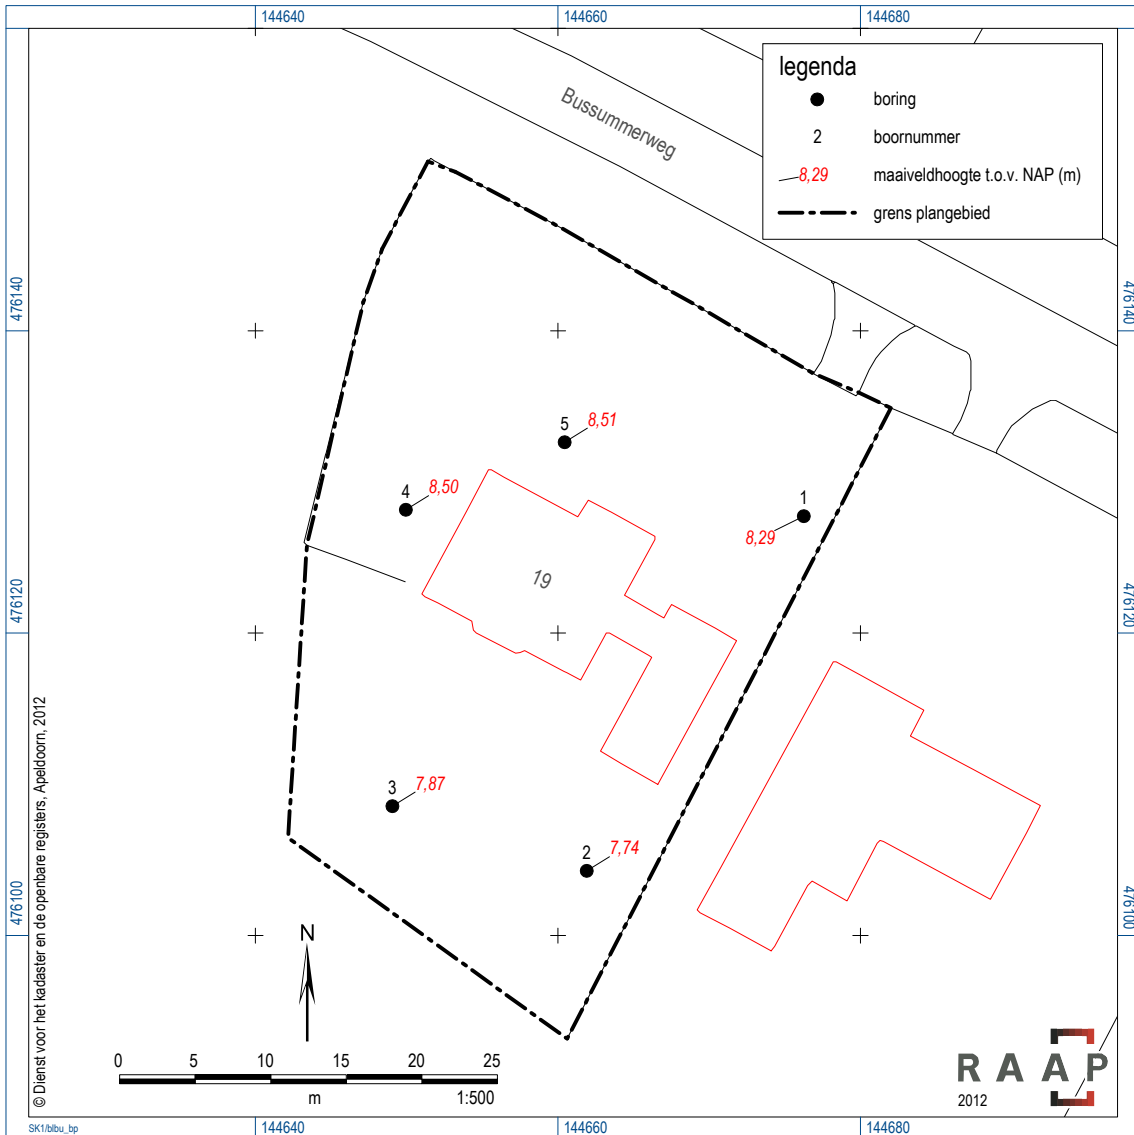 144640
144660
144680
legenda
boring
2 boornummer
8,29 maaiveldhoogte t.o.v. NAP (m)
grens plangebied
Bussummerweg
476140
476140
5 8,51
4 8,50
1
8,29
19
476120
476120
3 7,87
2 7,74
476100
476100
N
© Dienst voor het kadaster en de openbare registers, Apeldoorn, 2012
0 5 10 15 20 25
m 1:500
RAAP
2012
SK1/blbu_bp
144640
144660
144680